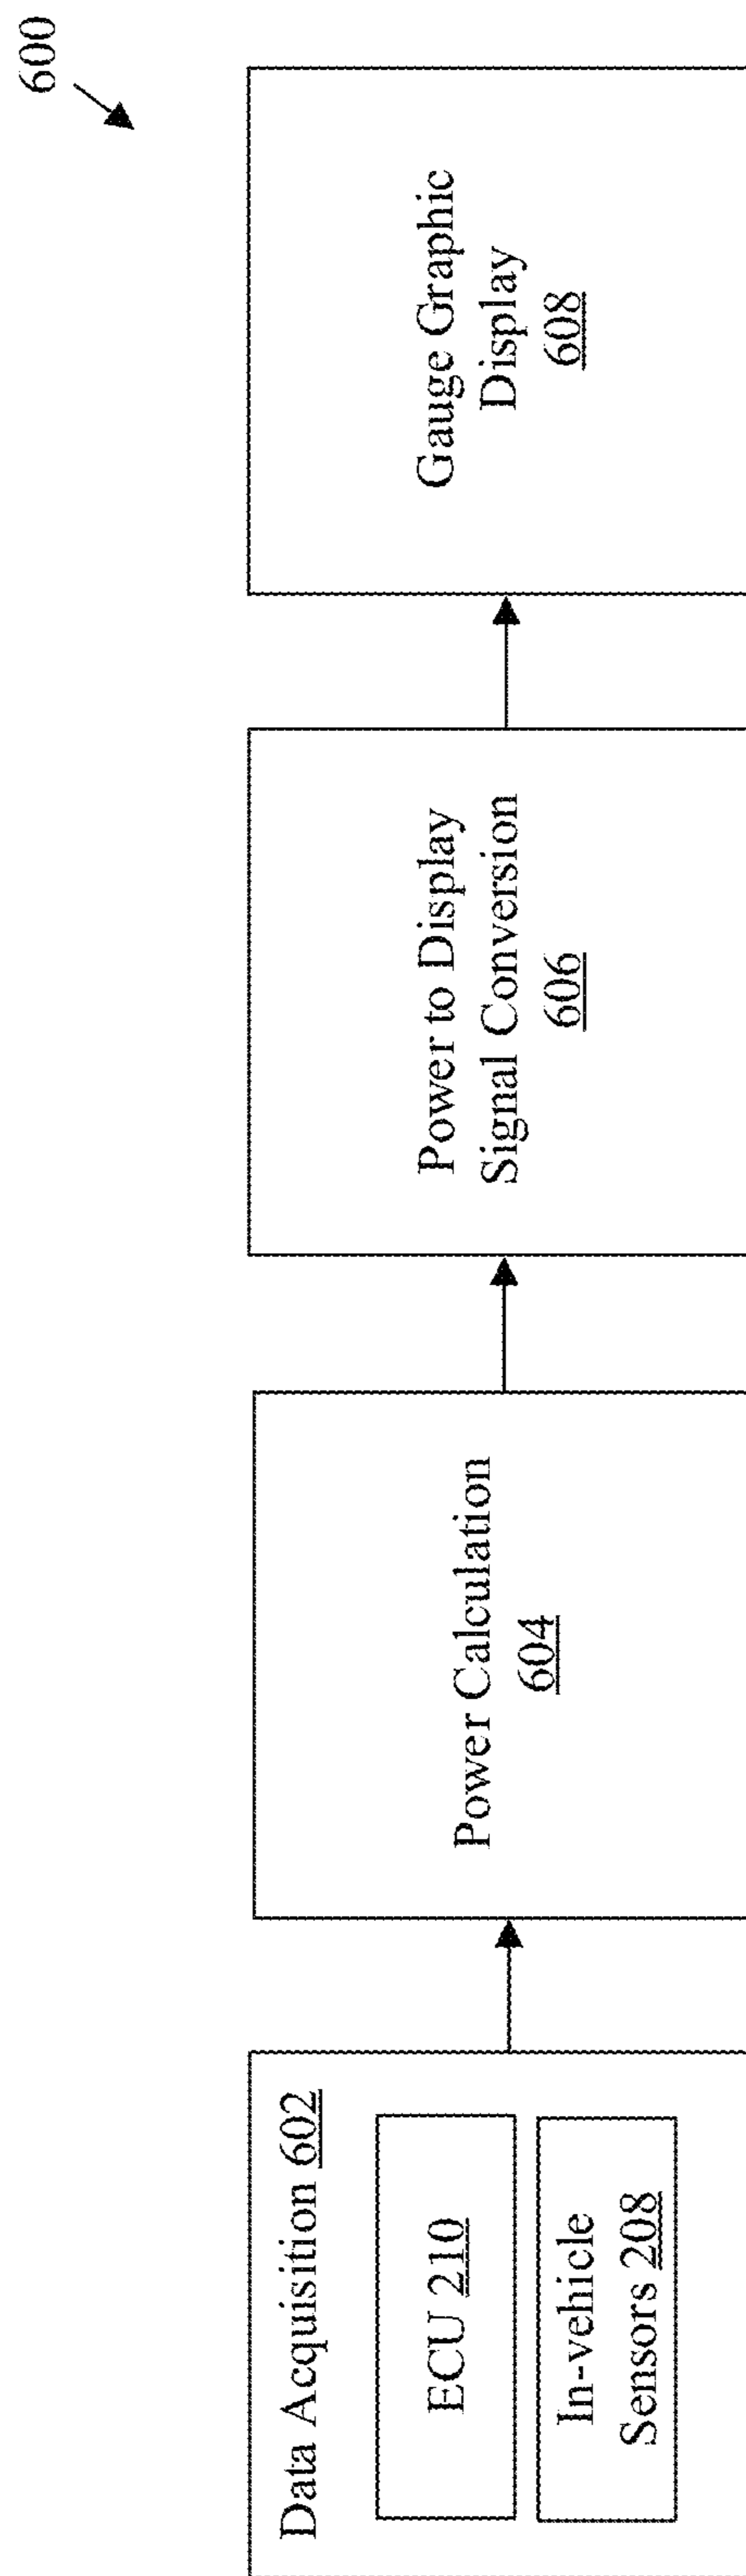 600
Data Acquisition 602
ECU 210
In-vehicle
Sensors 208
Power Calculation
604
Power to Display
Signal Conversion
606
Gauge Graphic
Display
608